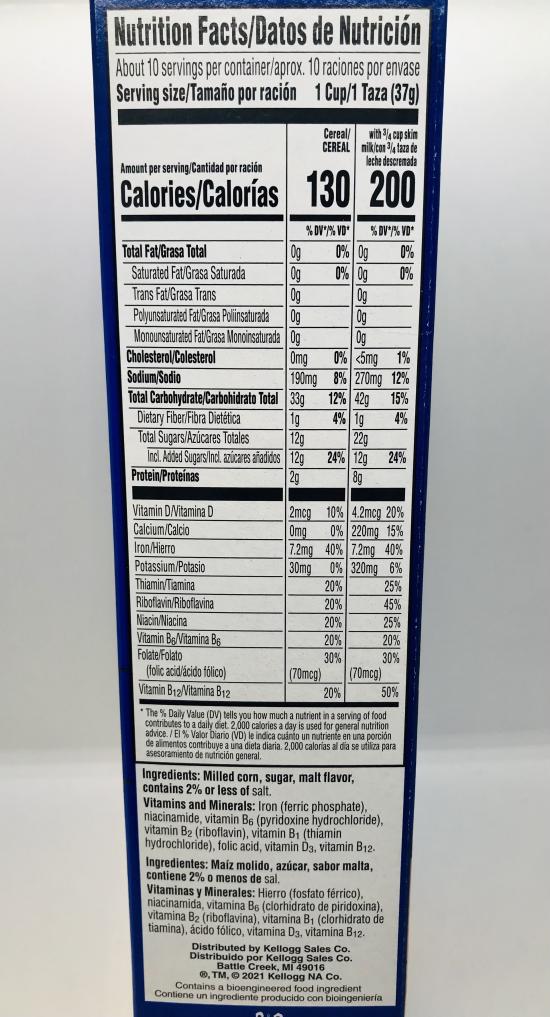 Nutrition Facts/Datos de Nutrición
About 10 servings per container/aprox. 10 raciones por envase
Serving size/Tamaño por ración 1 Cup/1 Taza (37g)
Cereal/ CEREAL with 3/4 cup skim milk/con 3/4 taza de leche descremada
Amount per serving/Cantidad por ración
Calories/Calorías 130 200
% DV*/% VD* % DV*/% VD*
Total Fat/Grasa Total 0g 0% 0g 0%
Saturated Fat/Grasa Saturada 0g 0% 0g 0%
Trans Fat/Grasa Trans 0g 0g
Polyunsaturated Fat/Grasa Poliinsaturada 0g 0g
Monounsaturated Fat/Grasa Monoinsaturada 0g 0g
Cholesterol/Colesterol 0mg 0% <5mg 1%
Sodium/Sodio 190mg 8% 270mg 12%
Total Carbohydrate/Carbohidrato Total 33g 12% 42g 15%
Dietary Fiber/Fibra Dietética 1g 4% 1g 4%
Total Sugars/Azúcares Totales 12g 22g
Incl. Added Sugars/Incl. azúcares añadidos 12g 24% 12g 24%
Protein/Proteínas 2g 8g
Vitamin D/Vitamina D 2mcg 10% 4.2mcg 20%
Calcium/Calcio 0mg 0% 220mg 15%
Iron/Hierro 7.2mg 40% 7.2mg 40%
Potassium/Potasio 30mg 0% 320mg 6%
Thiamin/Tiamina 20% 25%
Riboflavin/Riboflavina 20% 45%
Niacin/Niacina 20% 25%
Vitamin B6/Vitamina B6 20% 20%
Folate/Folato 30% 30%
(folic acid/ácido fólico) (70mcg) (70mcg)
Vitamin B12/Vitamina B12 20% 50%
* The % Daily Value (DV) tells you how much a nutrient in a serving of food
contributes to a daily diet. 2,000 calories a day is used for general nutrition
advice. / El % Valor Diario (VD) le indica cuánto un nutriente en una porción
de alimentos contribuye a una dieta diaria. 2,000 calorías al día se utiliza para
asesoramiento de nutrición general.
Ingredients: Milled corn, sugar, malt flavor,
contains 2% or less of salt.
Vitamins and Minerals: Iron (ferric phosphate),
niacinamide, vitamin B6 (pyridoxine hydrochloride),
vitamin B2 (riboflavin), vitamin B1 (thiamin
hydrochloride), folic acid, vitamin D3, vitamin B12.
Ingredientes: Maíz molido, azúcar, sabor malta,
contiene 2% o menos de sal.
Vitaminas y Minerales: Hierro (fosfato férrico),
niacinamida, vitamina B6 (clorhidrato de piridoxina),
vitamina B2 (riboflavina), vitamina B1 (clorhidrato de
tiamina), ácido fólico, vitamina D3, vitamina B12.
Distributed by Kellogg Sales Co.
Distribuido por Kellogg Sales Co.
Battle Creek, MI 49016
®, TM, © 2021 Kellogg NA Co.
Contains a bioengineered food ingredient
Contiene un ingrediente producido con bioingeniería